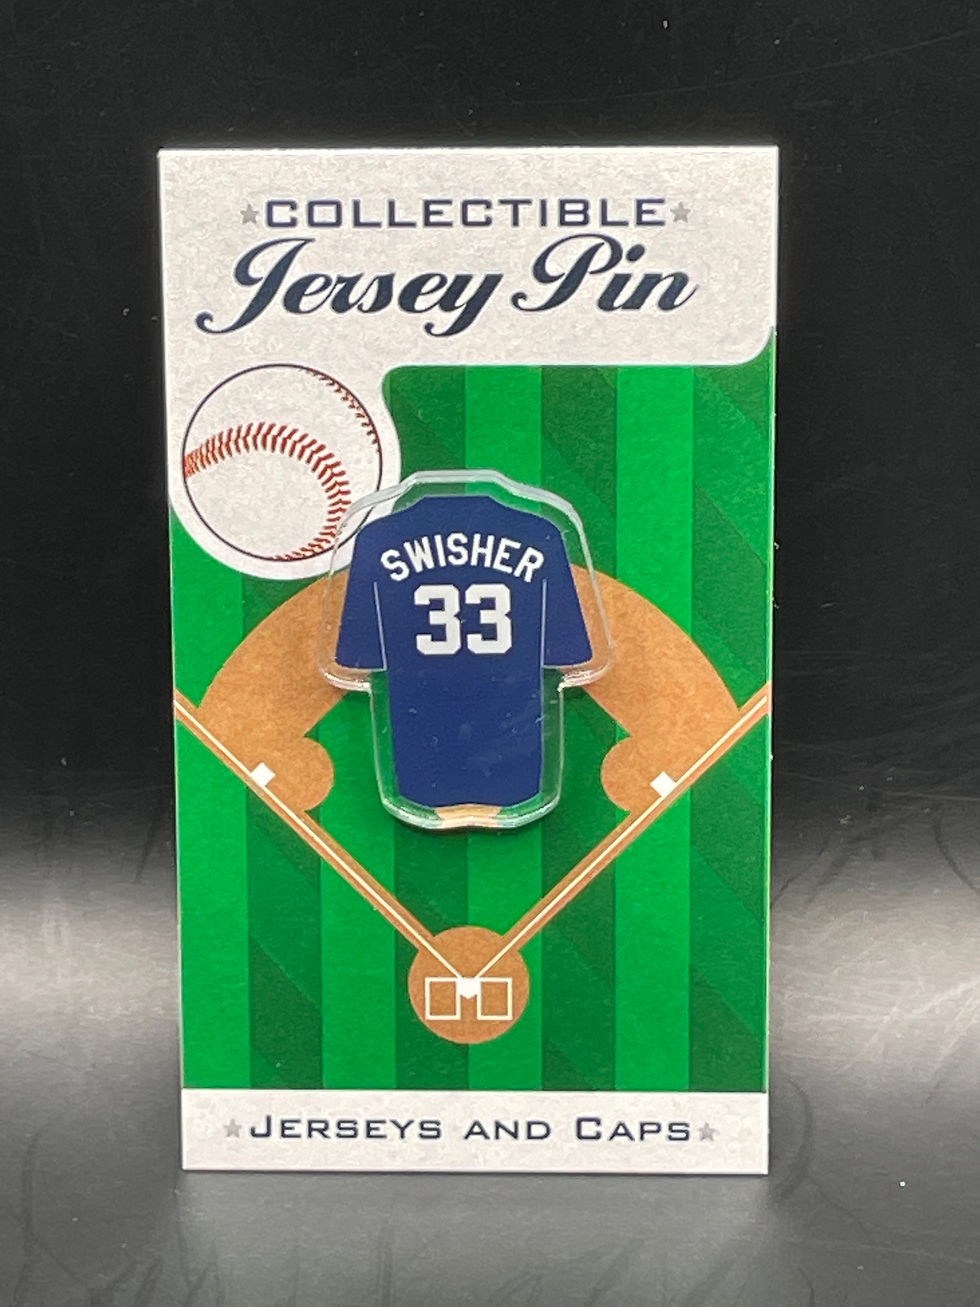 COLLECTIBLE
Jersey Pin
SWISHER
33
JERSEYS AND CAPS